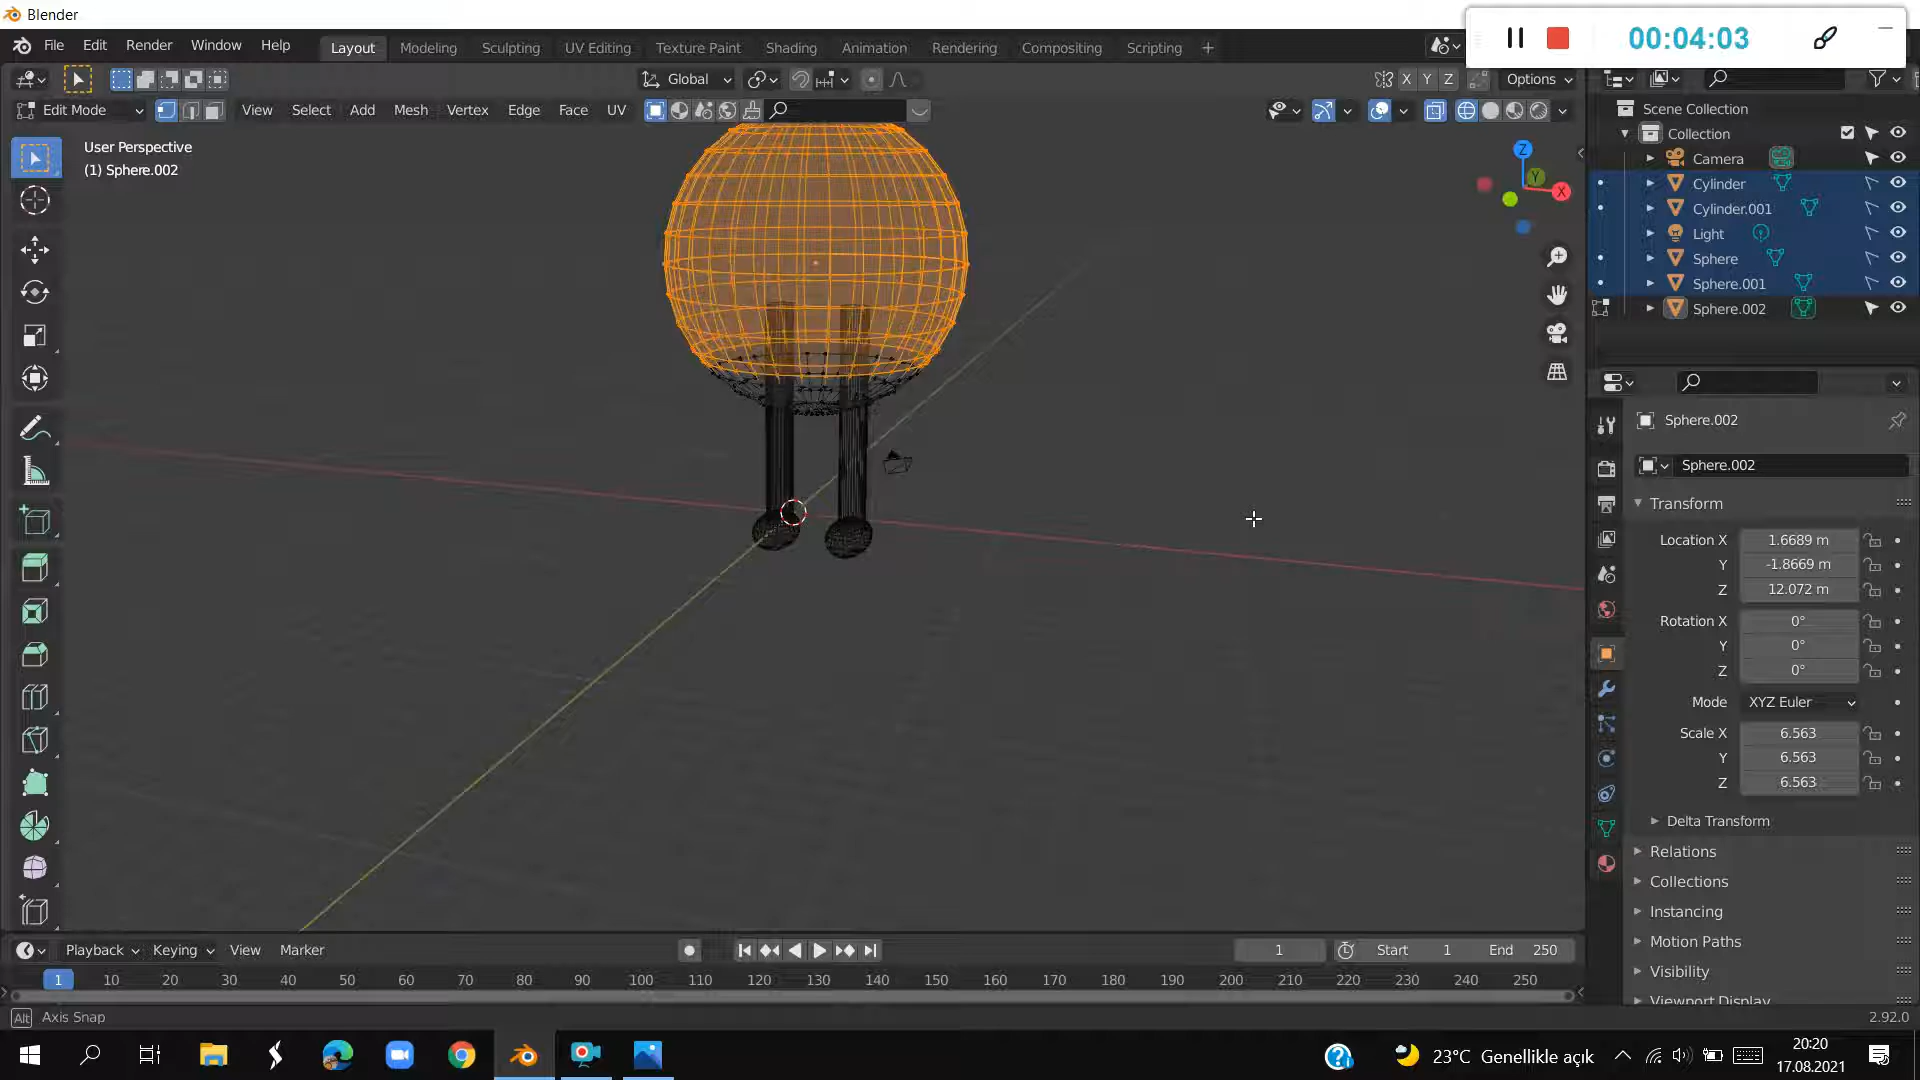 Blender
File Edit Render Window Help Layout Modeling Sculpting UV Editing Texture Paint Shading Animation Rendering Compositing Scripting +
00:04:03
Global
X Y Z Options
Edit Mode View Select Add Mesh Vertex Edge Face UV
User Perspective
(1) Sphere.002
Z
Y
X
Scene Collection
Collection
Camera
Cylinder
Cylinder.001
Light
Sphere
Sphere.001
Sphere.002
Sphere.002
Sphere.002
Transform
Location X 1.6689 m
Y -1.8669 m
Z 12.072 m
Rotation X 0°
Y 0°
Z 0°
Mode XYZ Euler
Scale X 6.563
Y 6.563
Z 6.563
Delta Transform
Relations
Collections
Instancing
Motion Paths
Visibility
Viewport Display
Playback Keying View Marker 1 Start 1 End 250
1 10 20 30 40 50 60 70 80 90 100 110 120 130 140 150 160 170 180 190 200 210 220 230 240 250
Alt Axis Snap 2.92.0
23°C Genellikle açık
20:20
17.08.2021